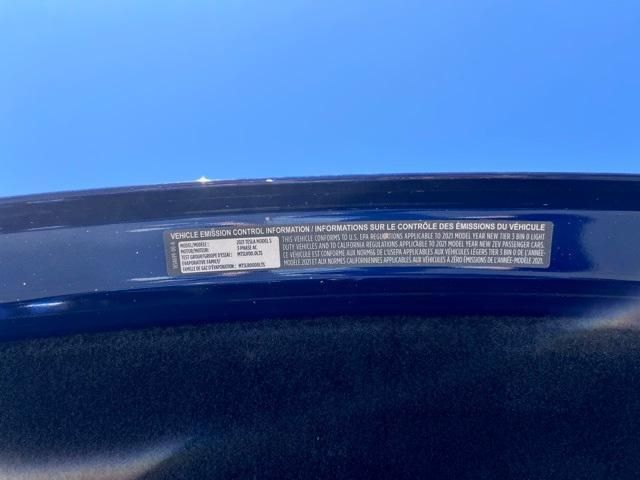 VEHICLE EMISSION CONTROL INFORMATION / INFORMATIONS SUR LE CONTRÔLE DES ÉMISSIONS DU VÉHICULE
MODEL/MODÈLE: 2021 TESLA MODEL S
MOTOR/MOTEUR: 3 PHASE AC
TEST GROUP/GROUPE D'ESSAI: MTSLV00.0L2S
EVAPORATIVE FAMILY/
FAMILLE DE GAZ D'ÉVAPORATION: MTSLR0000LTS
THIS VEHICLE CONFORMS TO U.S. EPA REGULATIONS APPLICABLE TO 2021 MODEL YEAR NEW TIER 3 BIN 0 LIGHT
DUTY VEHICLES AND TO CALIFORNIA REGULATIONS APPLICABLE TO 2021 MODEL YEAR NEW ZEV PASSENGER CARS.
CE VÉHICULE EST CONFORME AUX NORMES DE L'USEPA APPLICABLES AUX VÉHICULES LÉGERS TIER 3 BIN 0 DE L'ANNÉE-
MODÈLE 2021 ET AUX NORMES CALIFORNIENNES APPLICABLES AUX VÉHICULES À ZÉRO ÉMISSIONS DE L'ANNÉE-MODÈLE 2021.